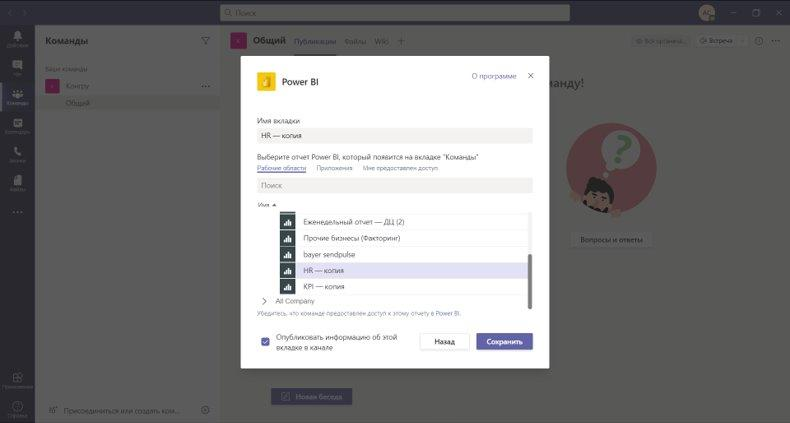 Поиск
АС
Команды
Общий
Публикации
Файлы
Wiki
Встреча
Ваши команды
Конгру
Общий
Действия
Чат
Команды
Календарь
Звонки
Файлы
Приложения
Справка
Power BI
О программе
Имя вкладки
HR — копия
Выберите отчет Power BI, который появится на вкладке "Команды"
Рабочие области Приложения Мне предоставлен доступ
Поиск
Имя
Еженедельный отчет — ДЦ (2)
Прочие бизнесы (Факторинг)
bayer sendpulse
HR — копия
KPI — копия
All Company
Убедитесь, что команде предоставлен доступ к этому отчету в Power BI.
Опубликовать информацию об этой
вкладке в канале
Назад
Сохранить
манду!
Вопросы и ответы
Новая беседа
Присоединиться или создать ком...